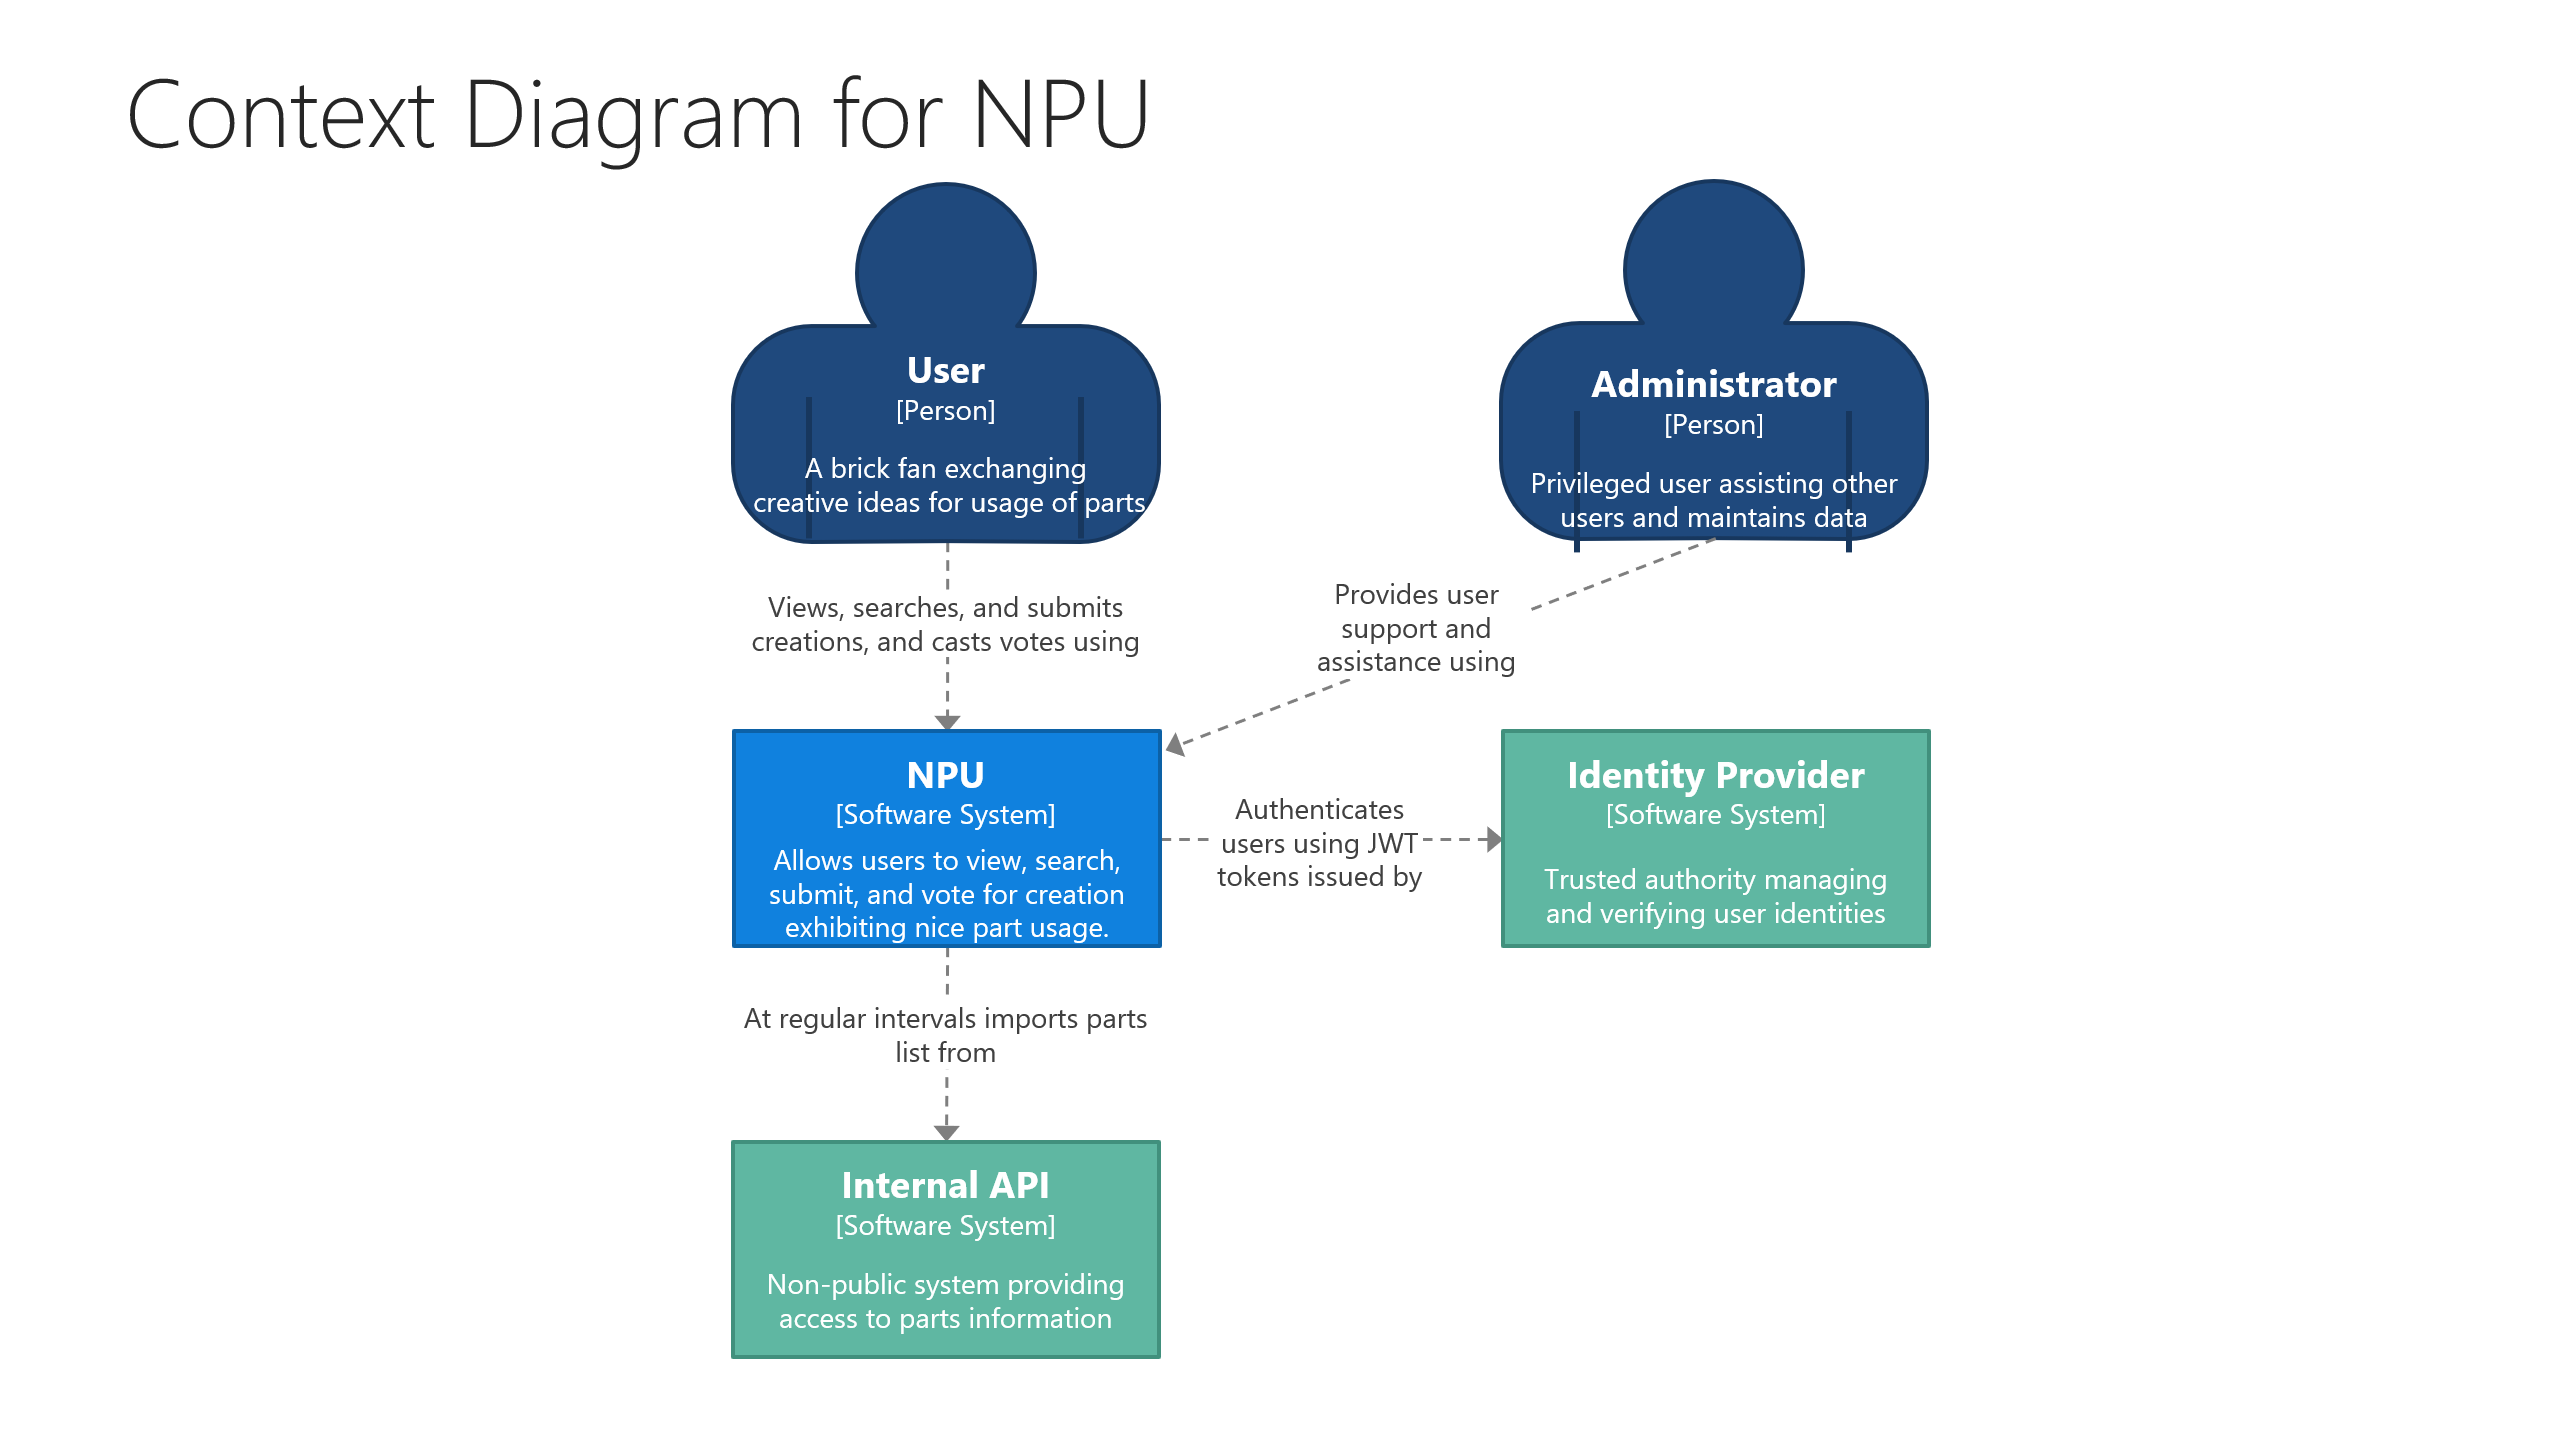 Context Diagram for NPU
User
[Person]
A brick fan exchanging
creative ideas for usage of parts
Administrator
[Person]
Privileged user assisting other
users and maintains data
Views, searches, and submits
creations, and casts votes using
Provides user
support and
assistance using
NPU
[Software System]
Allows users to view, search,
submit, and vote for creation
exhibiting nice part usage.
Authenticates
users using JWT
tokens issued by
Identity Provider
[Software System]
Trusted authority managing
and verifying user identities
At regular intervals imports parts
list from
Internal API
[Software System]
Non-public system providing
access to parts information